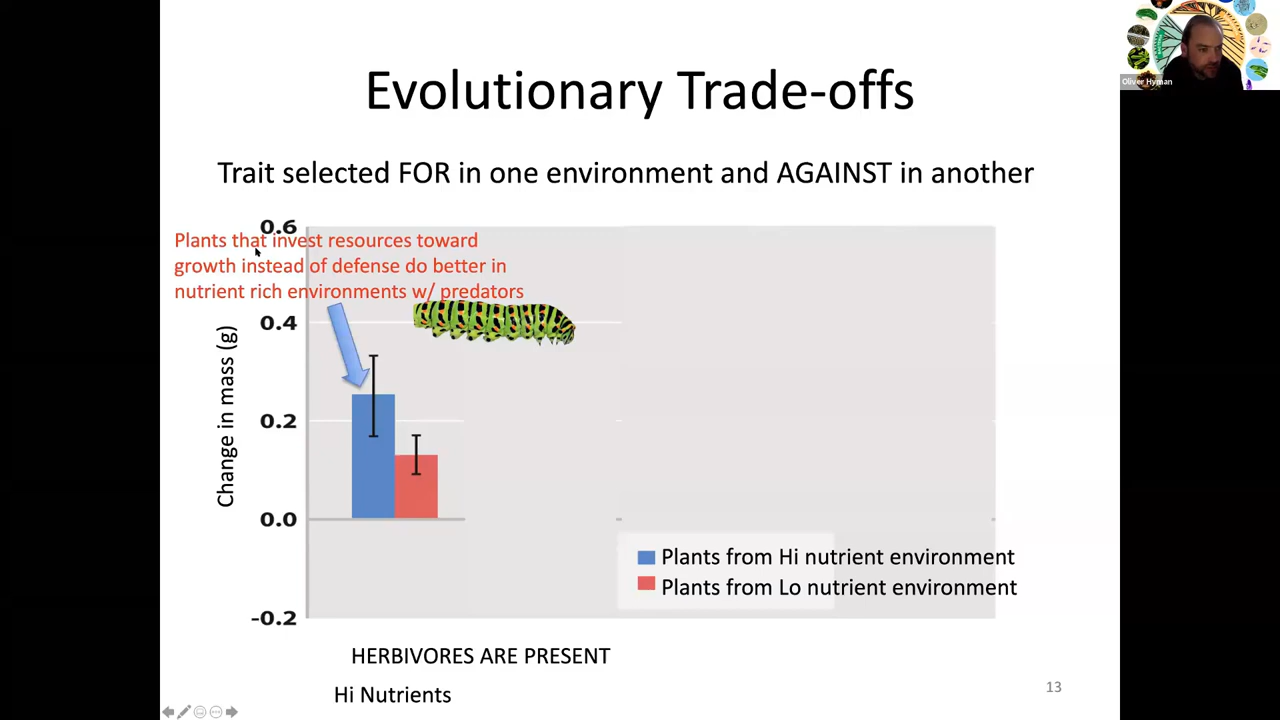 Oliver Hyman
Evolutionary Trade-offs
Trait selected FOR in one environment and AGAINST in another
0.6
Plants that invest resources toward
growth instead of defense do better in
nutrient rich environments w/ predators
0.4
Change in mass (g)
0.2
0.0
Plants from Hi nutrient environment
Plants from Lo nutrient environment
-0.2
HERBIVORES ARE PRESENT
Hi Nutrients
13